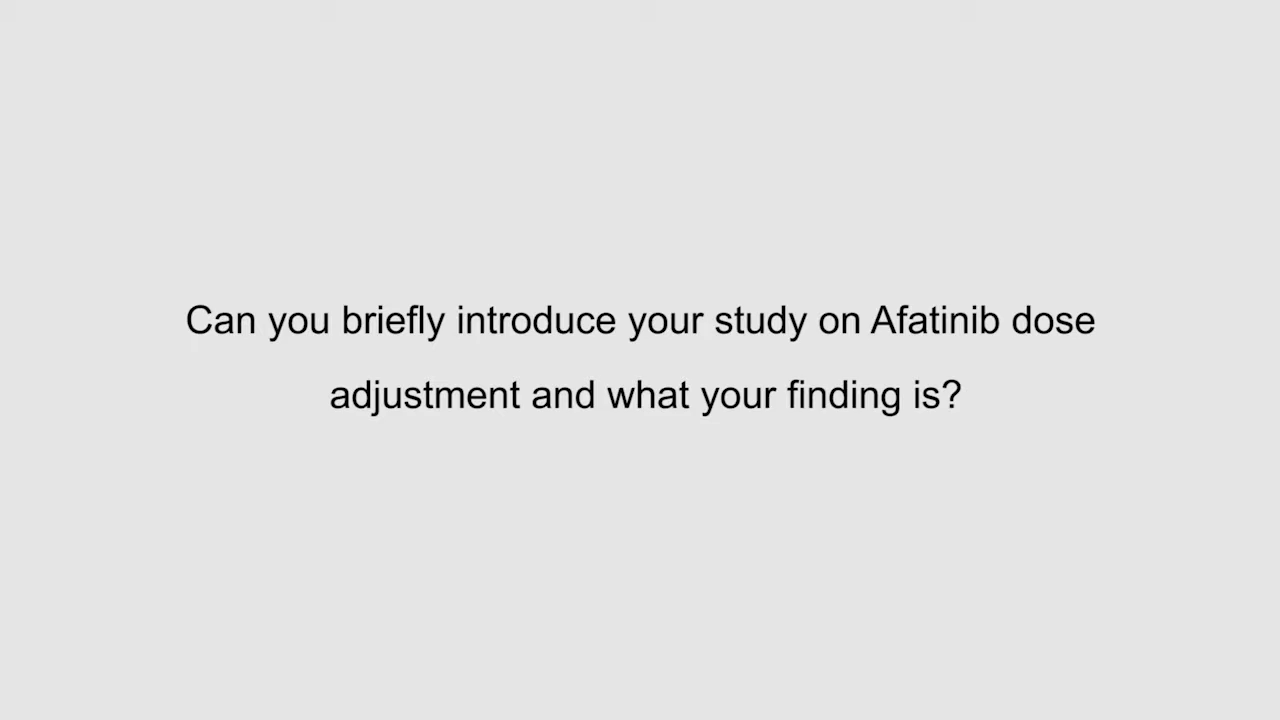 Can you briefly introduce your study on Afatinib dose
adjustment and what your finding is?